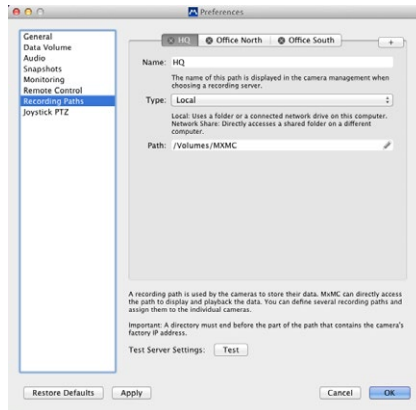 Preferences
General
Data Volume
Audio
Snapshots
Monitoring
Remote Control
Recording Paths
Joystick PTZ
HQ
Office North
Office South
+
Name: HQ
The name of this path is displayed in the camera management when
choosing a recording server.
Type: Local
Local: Uses a folder or a connected network drive on this computer.
Network Share: Directly accesses a shared folder on a different
computer.
Path: /Volumes/MXMC
A recording path is used by the cameras to store their data. MxMC can directly access
the path to display and playback the data. You can define several recording paths and
assign them to the individual cameras.
Important: A directory must end before the part of the path that contains the camera's
factory IP address.
Test Server Settings: Test
Restore Defaults
Apply
Cancel
OK